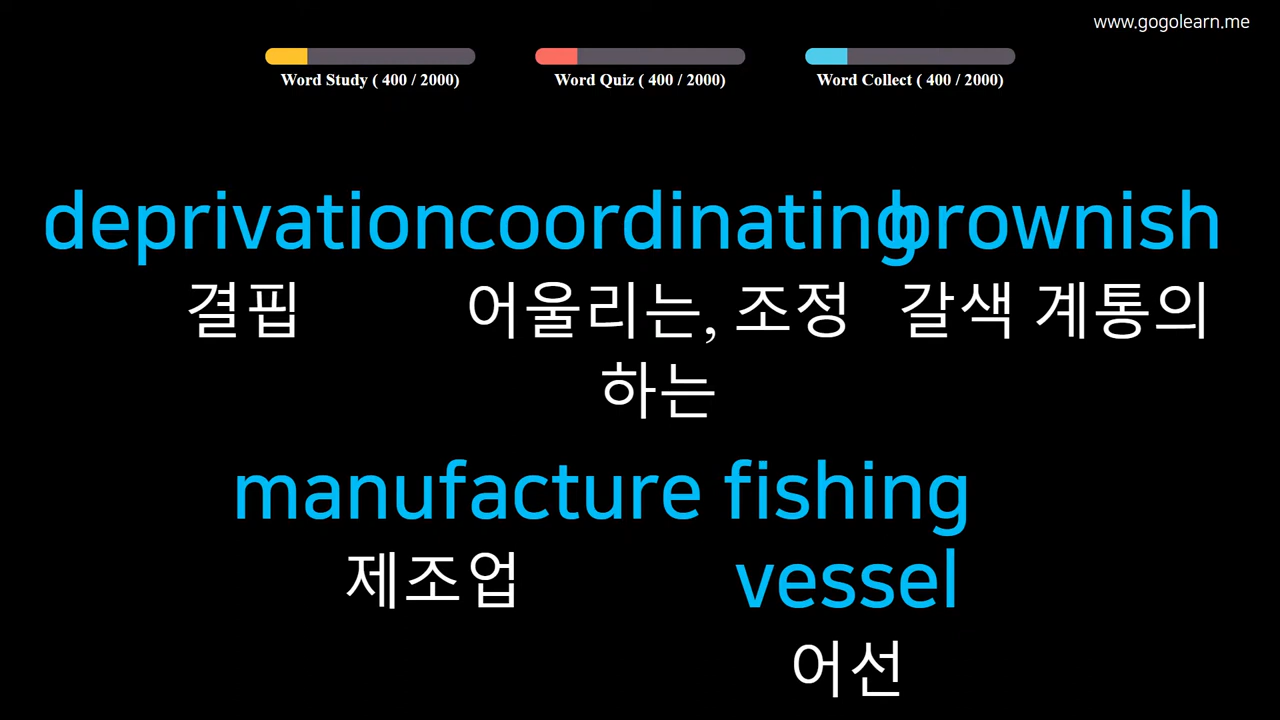 www.gogolearn.me
Word Study ( 400 / 2000)
Word Quiz ( 400 / 2000)
Word Collect ( 400 / 2000)
deprivation
결핍
coordinating
어울리는, 조정
하는
brownish
갈색 계통의
manufacture
제조업
fishing
vessel
어선